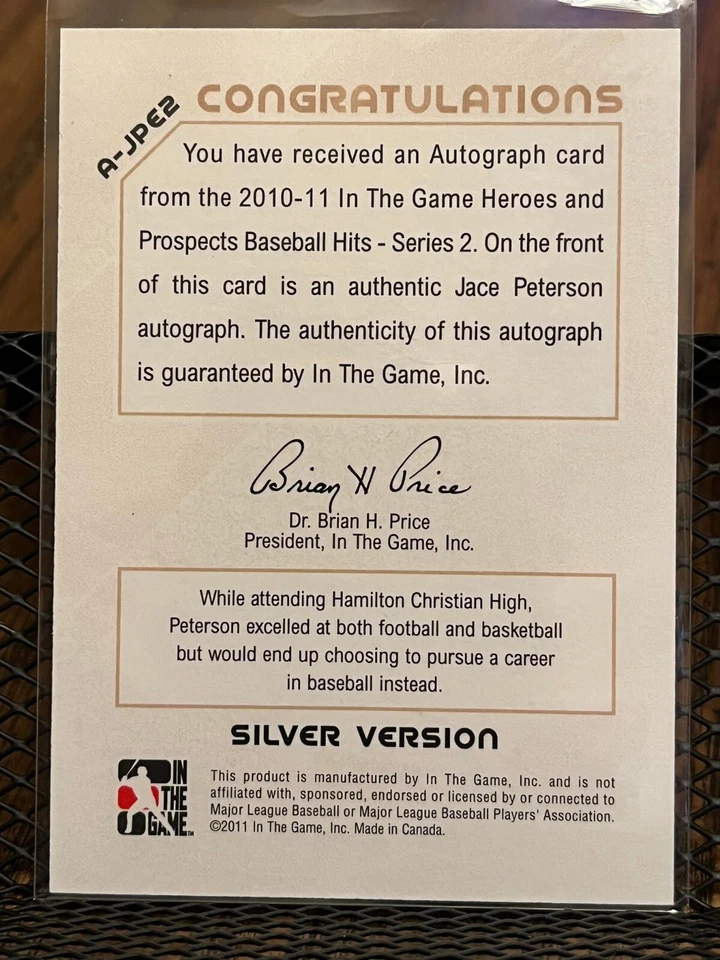 A-JPE2
CONGRATULATIONS
You have received an Autograph card
from the 2010-11 In The Game Heroes and
Prospects Baseball Hits - Series 2. On the front
of this card is an authentic Jace Peterson
autograph. The authenticity of this autograph
is guaranteed by In The Game, Inc.
Brian H Price
Dr. Brian H. Price
President, In The Game, Inc.
While attending Hamilton Christian High,
Peterson excelled at both football and basketball
but would end up choosing to pursue a career
in baseball instead.
SILVER VERSION
IN
THE
GAME™
This product is manufactured by In The Game, Inc. and is not
affiliated with, sponsored, endorsed or licensed by or connected to
Major League Baseball or Major League Baseball Players' Association.
©2011 In The Game, Inc. Made in Canada.